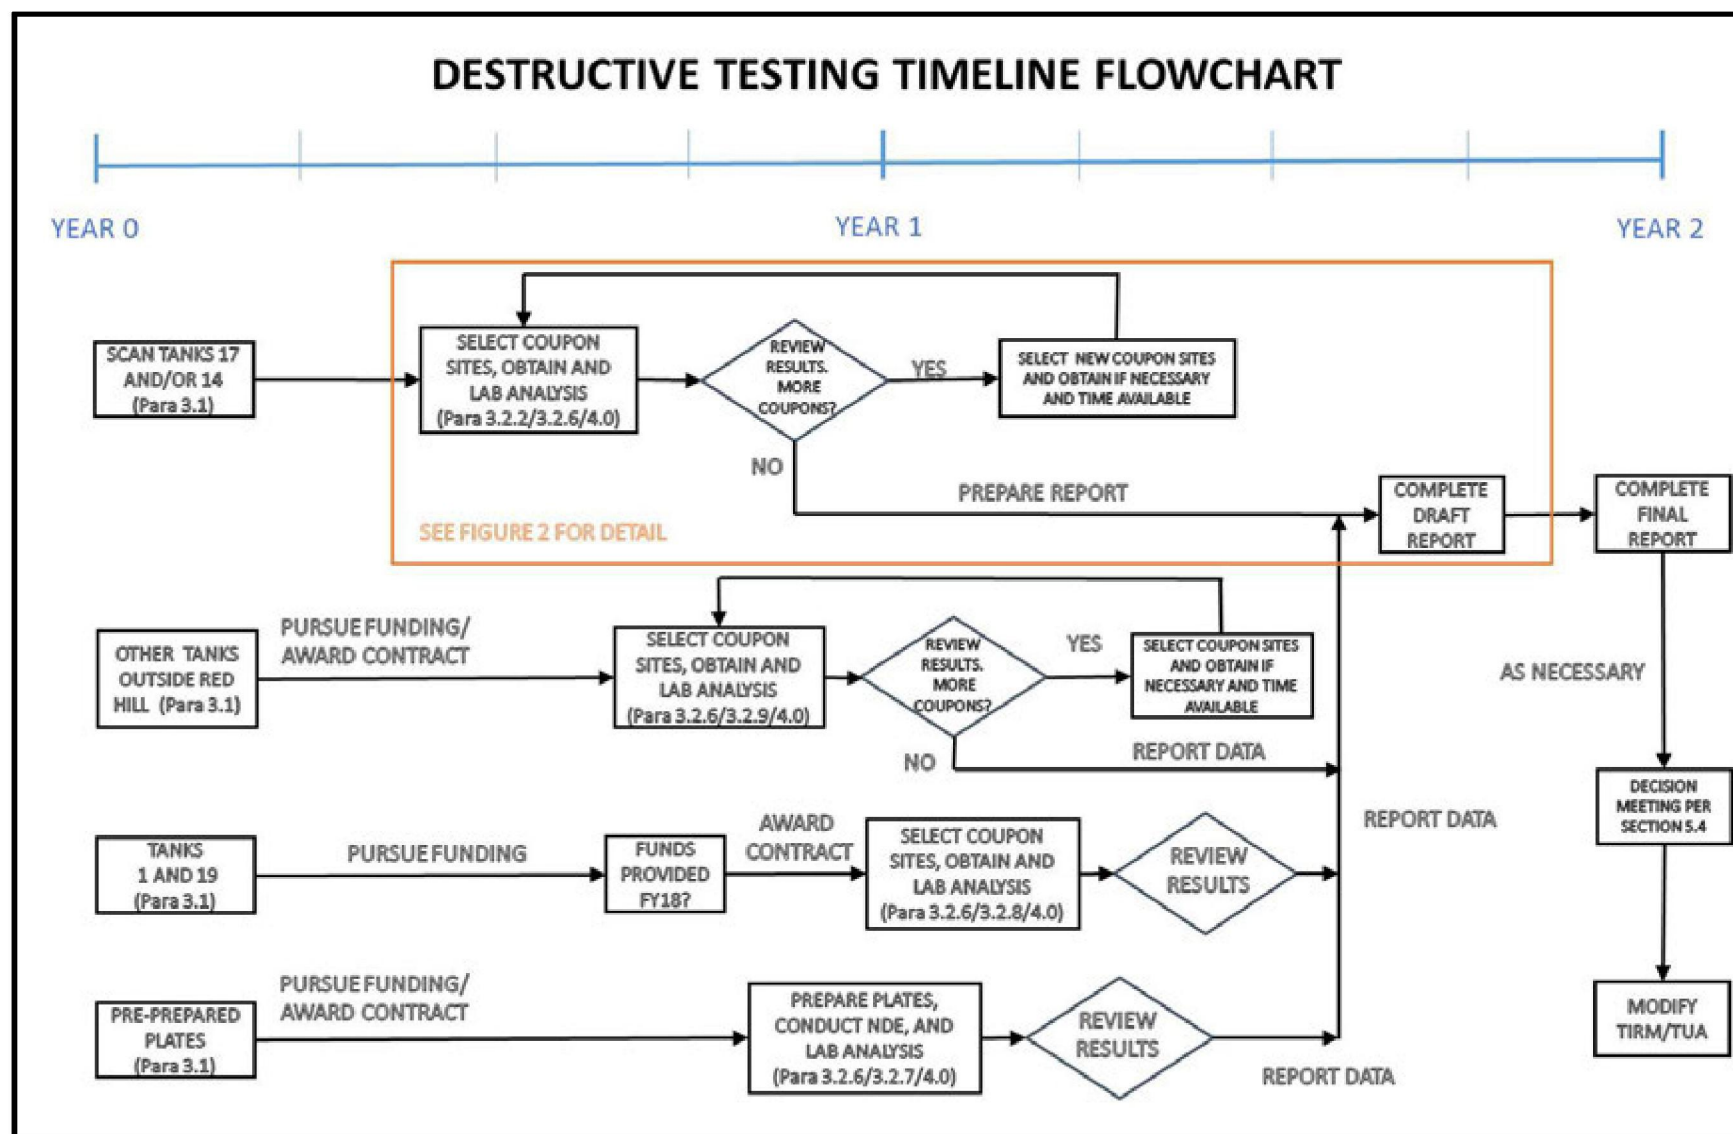 DESTRUCTIVE TESTING TIMELINE FLOWCHART
YEAR 0
YEAR 1
YEAR 2
SCAN TANKS 17
AND/OR 14
(Para 3.1)
SELECT COUPON
SITES, OBTAIN AND
LAB ANALYSIS
(Para 3.2.2/3.2.6/4.0)
REVIEW
RESULTS.
MORE
COUPONS?
YES
SELECT NEW COUPON SITES
AND OBTAIN IF NECESSARY
AND TIME AVAILABLE
NO
PREPARE REPORT
SEE FIGURE 2 FOR DETAIL
COMPLETE
DRAFT
REPORT
COMPLETE
FINAL
REPORT
OTHER TANKS
OUTSIDE RED
HILL (Para 3.1)
PURSUE FUNDING/
AWARD CONTRACT
SELECT COUPON
SITES, OBTAIN AND
LAB ANALYSIS
(Para 3.2.6/3.2.9/4.0)
REVIEW
RESULTS.
MORE
COUPONS?
YES
SELECT COUPON SITES
AND OBTAIN IF
NECESSARY AND TIME
AVAILABLE
NO
REPORT DATA
AS NECESSARY
TANKS
1 AND 19
(Para 3.1)
PURSUE FUNDING
FUNDS
PROVIDED
FY18?
AWARD
CONTRACT
SELECT COUPON
SITES, OBTAIN AND
LAB ANALYSIS
(Para 3.2.6/3.2.8/4.0)
REVIEW
RESULTS
REPORT DATA
DECISION
MEETING PER
SECTION 5.4
PRE-PREPARED
PLATES
(Para 3.1)
PURSUE FUNDING/
AWARD CONTRACT
PREPARE PLATES,
CONDUCT NDE, AND
LAB ANALYSIS
(Para 3.2.6/3.2.7/4.0)
REVIEW
RESULTS
REPORT DATA
MODIFY
TIRM/TUA